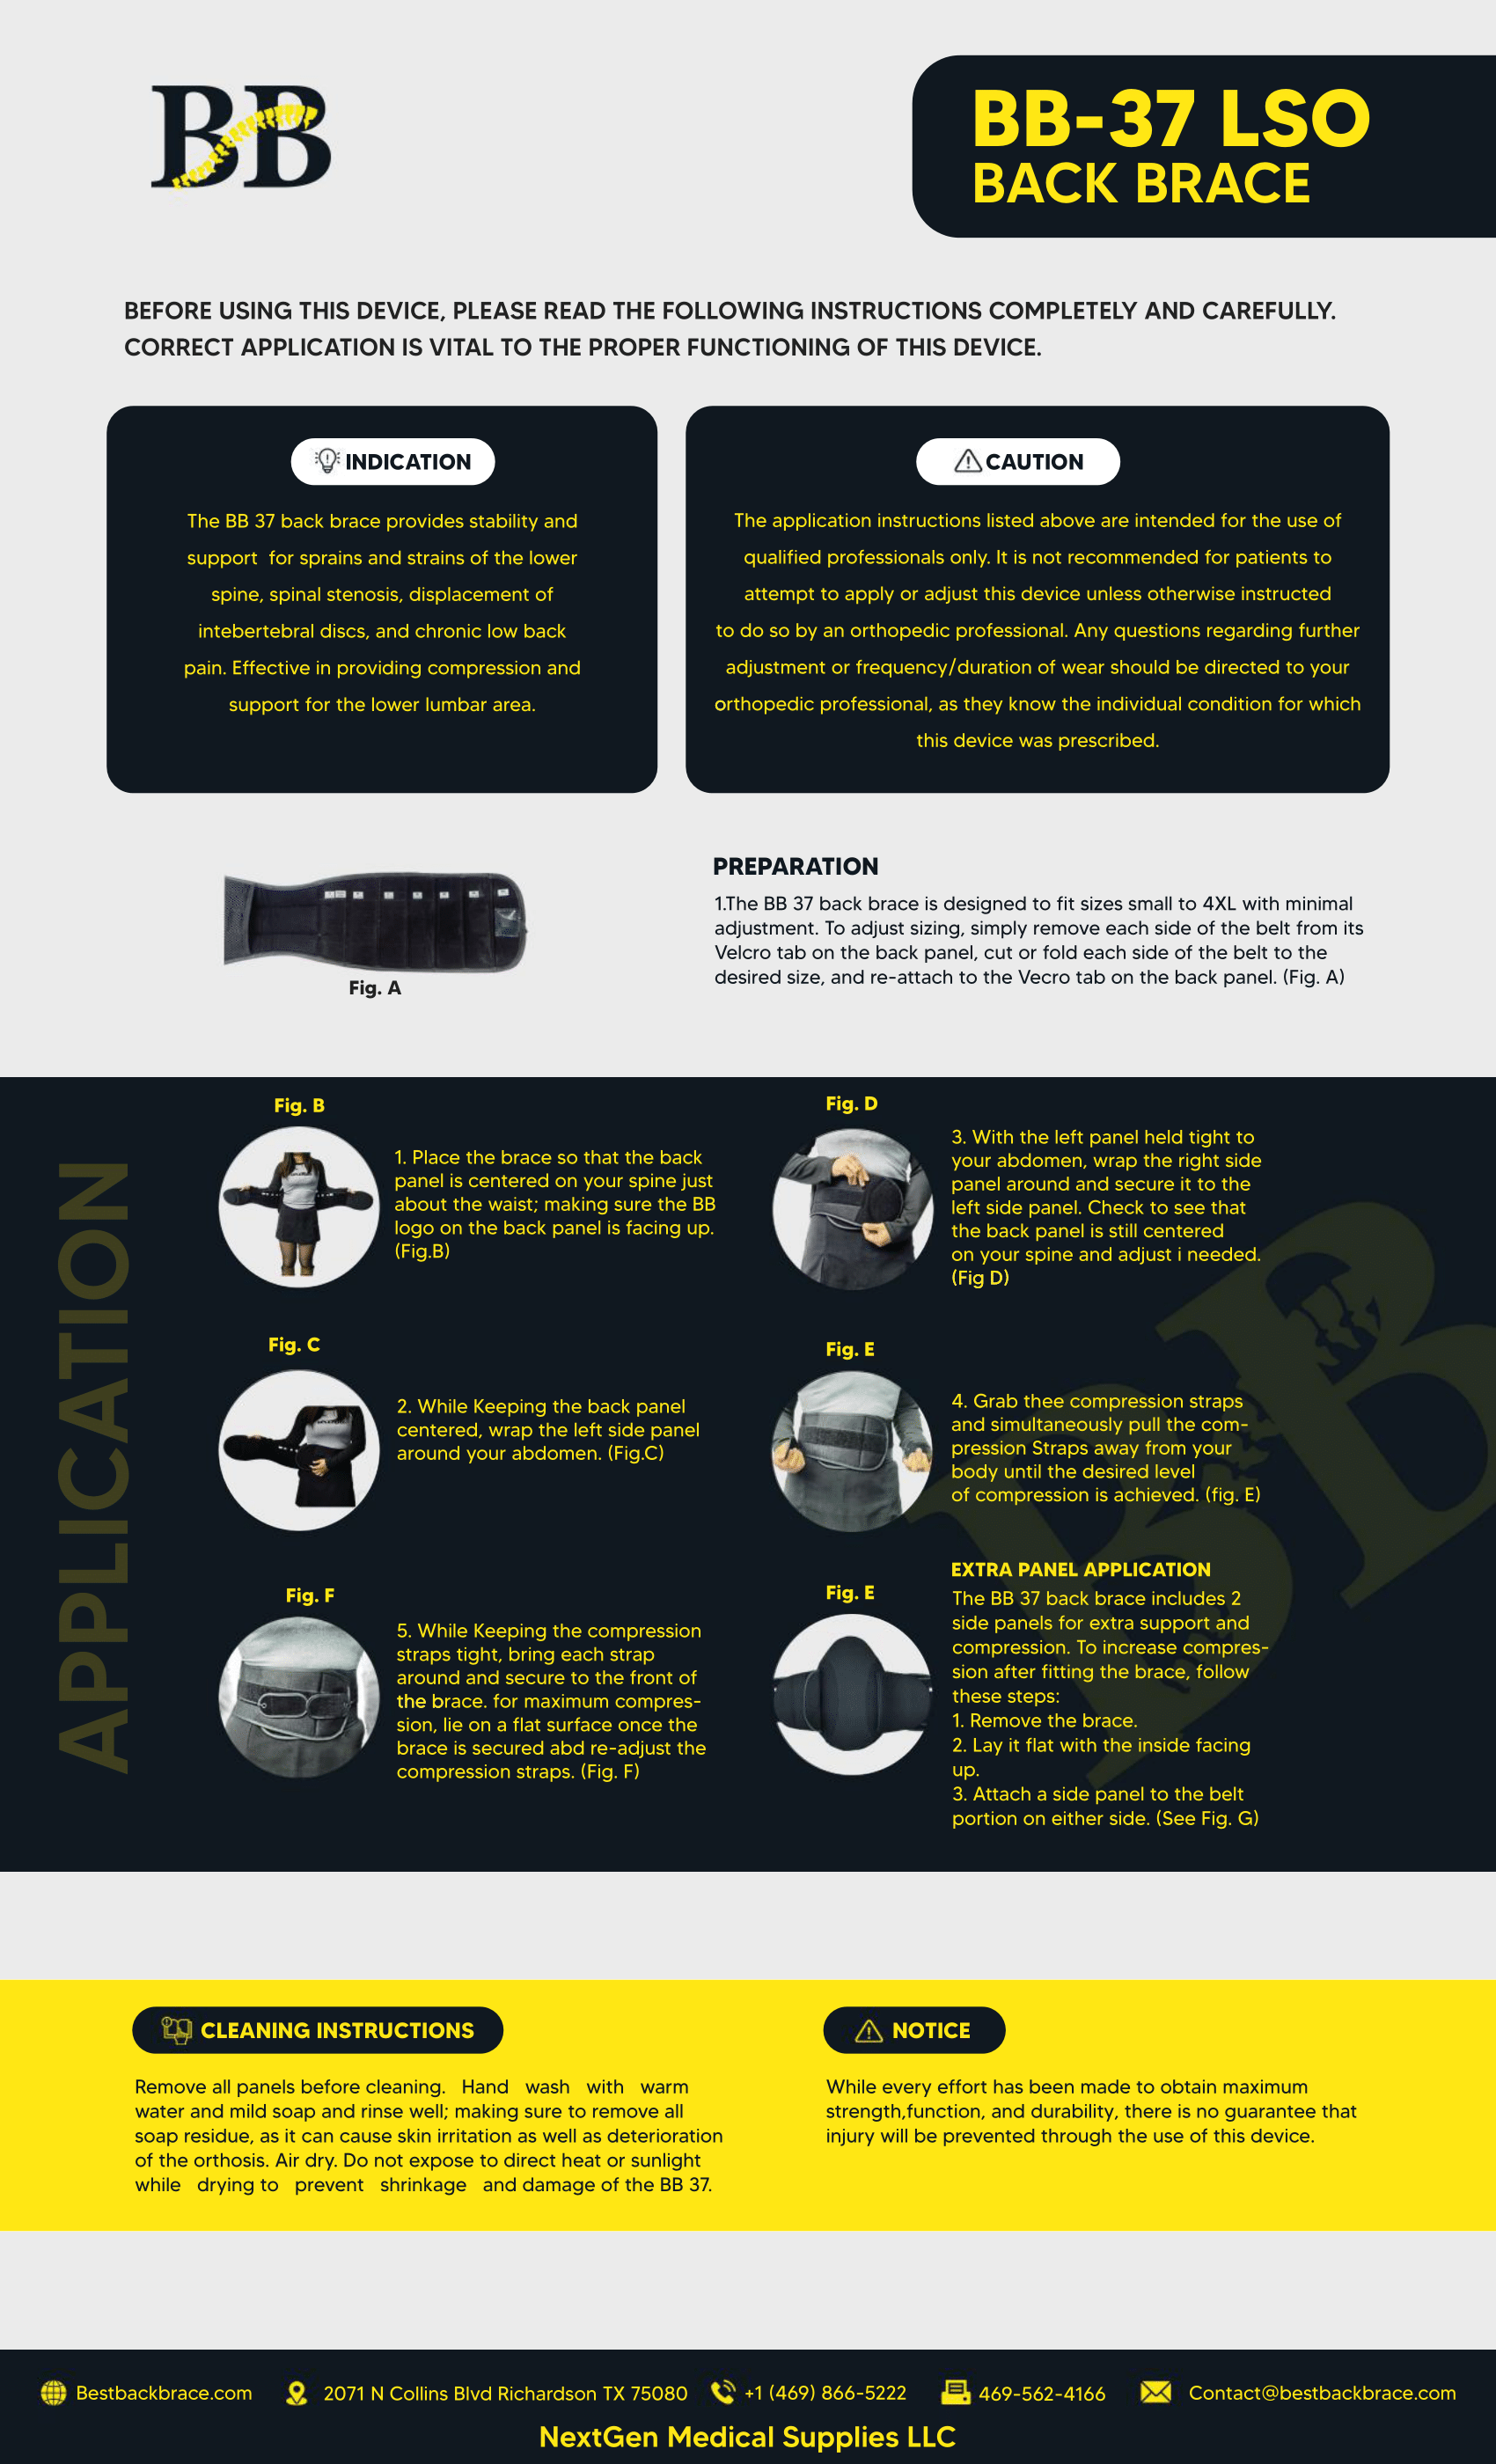 BB
BB-37 LSO
BACK BRACE
BEFORE USING THIS DEVICE, PLEASE READ THE FOLLOWING INSTRUCTIONS COMPLETELY AND CAREFULLY.
CORRECT APPLICATION IS VITAL TO THE PROPER FUNCTIONING OF THIS DEVICE.
INDICATION
The BB 37 back brace provides stability and
support for sprains and strains of the lower
spine, spinal stenosis, displacement of
intebertebral discs, and chronic low back
pain. Effective in providing compression and
support for the lower lumbar area.
CAUTION
The application instructions listed above are intended for the use of
qualified professionals only. It is not recommended for patients to
attempt to apply or adjust this device unless otherwise instructed
to do so by an orthopedic professional. Any questions regarding further
adjustment or frequency/duration of wear should be directed to your
orthopedic professional, as they know the individual condition for which
this device was prescribed.
Fig. A
PREPARATION
1.The BB 37 back brace is designed to fit sizes small to 4XL with minimal
adjustment. To adjust sizing, simply remove each side of the belt from its
Velcro tab on the back panel, cut or fold each side of the belt to the
desired size, and re-attach to the Vecro tab on the back panel. (Fig. A)
APPLICATION
Fig. B
1. Place the brace so that the back
panel is centered on your spine just
about the waist; making sure the BB
logo on the back panel is facing up.
(Fig.B)
Fig. C
2. While Keeping the back panel
centered, wrap the left side panel
around your abdomen. (Fig.C)
Fig. D
3. With the left panel held tight to
your abdomen, wrap the right side
panel around and secure it to the
left side panel. Check to see that
the back panel is still centered
on your spine and adjust i needed.
(Fig D)
Fig. E
4. Grab thee compression straps
and simultaneously pull the com-
pression Straps away from your
body until the desired level
of compression is achieved. (fig. E)
Fig. F
5. While Keeping the compression
straps tight, bring each strap
around and secure to the front of
the brace. for maximum compres-
sion, lie on a flat surface once the
brace is secured abd re-adjust the
compression straps. (Fig. F)
Fig. E
EXTRA PANEL APPLICATION
The BB 37 back brace includes 2
side panels for extra support and
compression. To increase compres-
sion after fitting the brace, follow
these steps:
1. Remove the brace.
2. Lay it flat with the inside facing
up.
3. Attach a side panel to the belt
portion on either side. (See Fig. G)
BB
CLEANING INSTRUCTIONS
Remove all panels before cleaning. Hand wash with warm
water and mild soap and rinse well; making sure to remove all
soap residue, as it can cause skin irritation as well as deterioration
of the orthosis. Air dry. Do not expose to direct heat or sunlight
while drying to prevent shrinkage and damage of the BB 37.
NOTICE
While every effort has been made to obtain maximum
strength,function, and durability, there is no guarantee that
injury will be prevented through the use of this device.
Bestbackbrace.com
2071 N Collins Blvd Richardson TX 75080
+1 (469) 866-5222
469-562-4166
Contact@bestbackbrace.com
NextGen Medical Supplies LLC